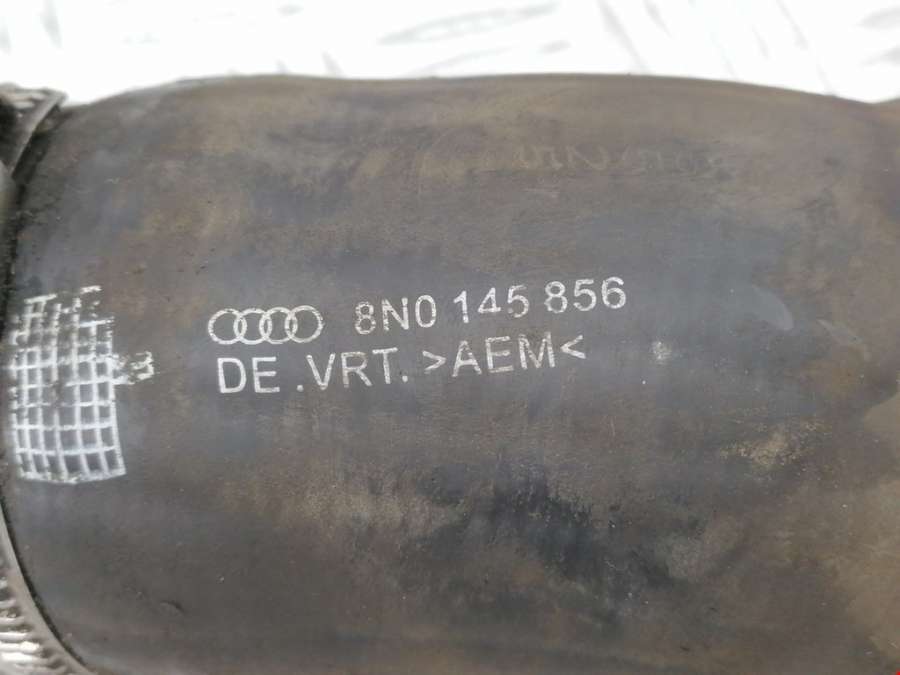 8N0 145 856
DE .VRT. >AEM<